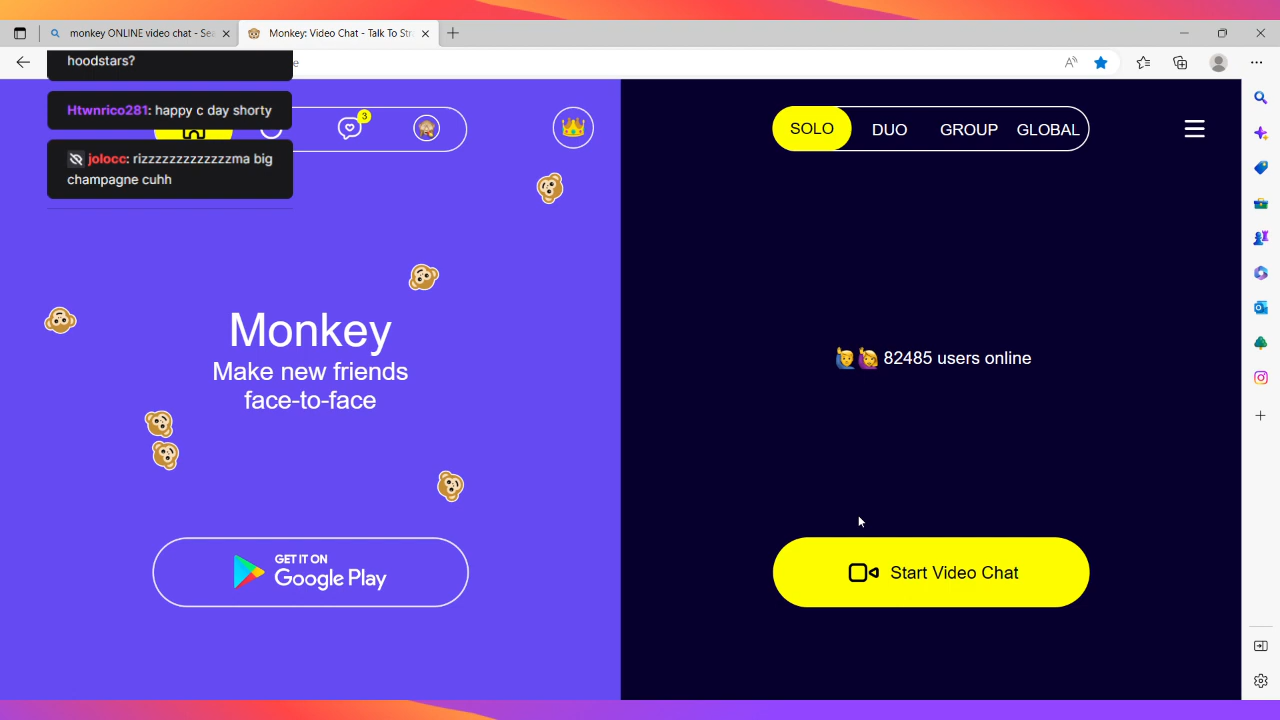 monkey ONLINE video chat - Sea
Monkey: Video Chat - Talk To Stra
hoodstars?
Htwnrico281: happy c day shorty
jolocc: rizzzzzzzzzzzzzma big
champagne cuhh
3
SOLO
DUO
GROUP
GLOBAL
Monkey
Make new friends
face-to-face
82485 users online
GET IT ON
Google Play
Start Video Chat